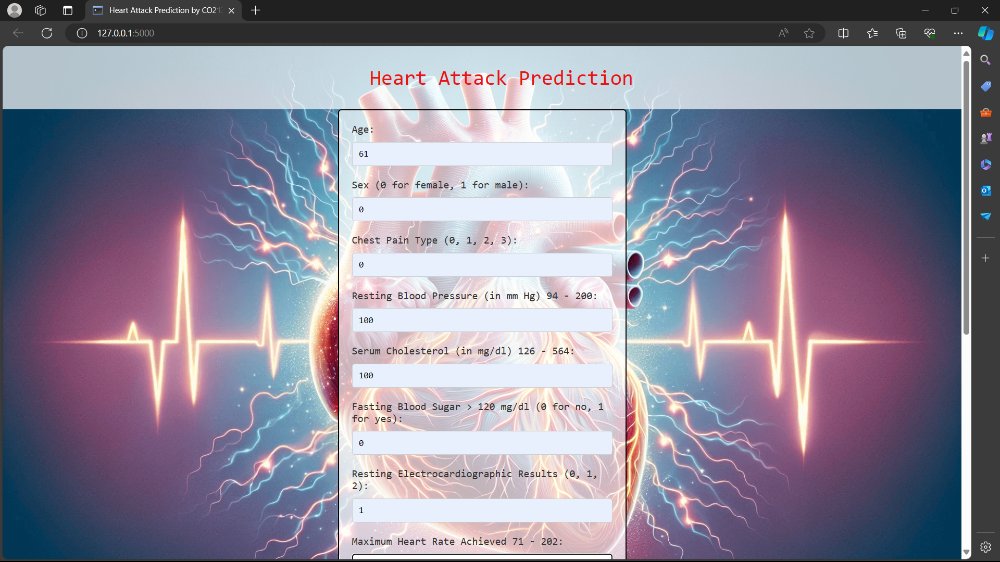 Heart Attack Prediction by CO21
127.0.0.1:5000
Heart Attack Prediction
Age:
61
Sex (0 for female, 1 for male):
0
Chest Pain Type (0, 1, 2, 3):
0
Resting Blood Pressure (in mm Hg) 94 - 200:
100
Serum Cholesterol (in mg/dl) 126 - 564:
100
Fasting Blood Sugar > 120 mg/dl (0 for no, 1
for yes):
0
Resting Electrocardiographic Results (0, 1,
2):
1
Maximum Heart Rate Achieved 71 - 202: